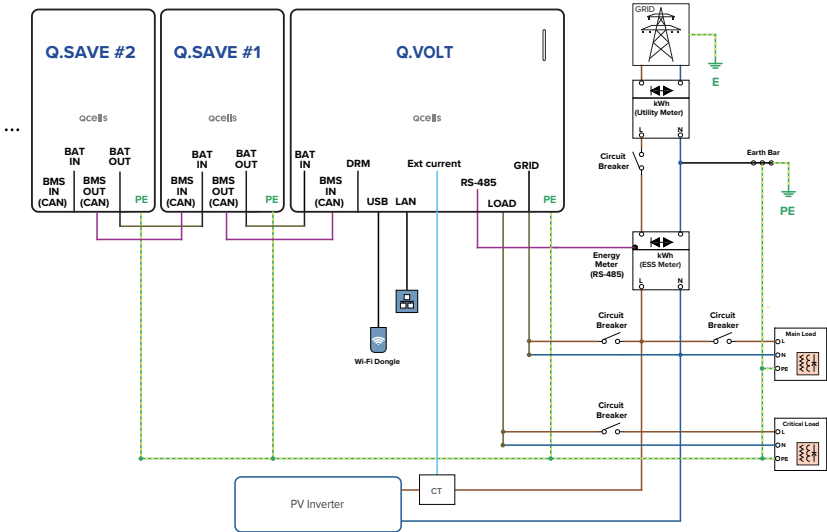 Q.SAVE #2
Q.SAVE #1
Q.VOLT
qcells
qcells
qcells
...
BMS
IN
(CAN)
BAT
IN
BMS
OUT
(CAN)
BAT
OUT
PE
BMS
IN
(CAN)
BAT
IN
BMS
OUT
(CAN)
BAT
OUT
PE
BAT
IN
BMS
IN
(CAN)
DRM
USB
LAN
Ext current
RS-485
LOAD
GRID
PE
Wi-Fi Dongle
GRID
E
kWh
(Utility Meter)
L
N
Circuit
Breaker
Earth Bar
PE
Energy
Meter
(RS-485)
kWh
(ESS Meter)
L
N
Circuit
Breaker
Circuit
Breaker
Main Load
L
N
PE
Circuit
Breaker
Critical Load
L
N
PE
CT
PV Inverter